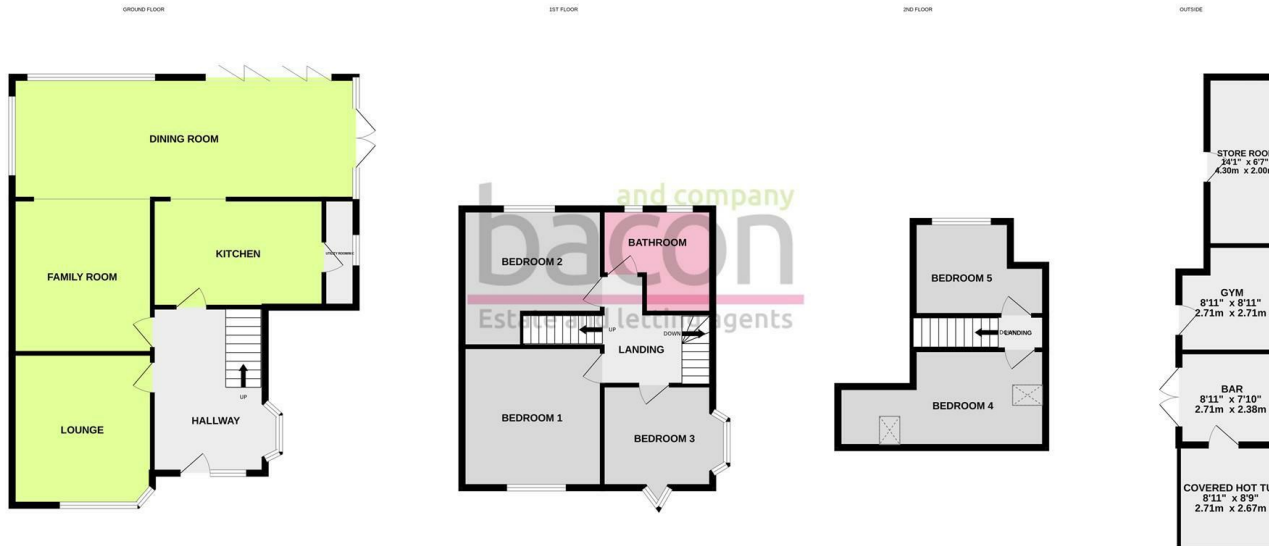 GROUND FLOOR
1ST FLOOR
2ND FLOOR
OUTSIDE
DINING ROOM
KITCHEN
FAMILY ROOM
UP
HALLWAY
LOUNGE
and company
bacon
Estate and letting agents
BEDROOM 2
BATHROOM
UP
DOWN
LANDING
BEDROOM 1
BEDROOM 3
BEDROOM 5
LANDING
BEDROOM 4
STORE ROO
14'1" x 6'7"
4.30m x 2.00m
GYM
8'11" x 8'11"
2.71m x 2.71m
BAR
8'11" x 7'10"
2.71m x 2.38m
COVERED HOT TU
8'11" x 8'9"
2.71m x 2.67m